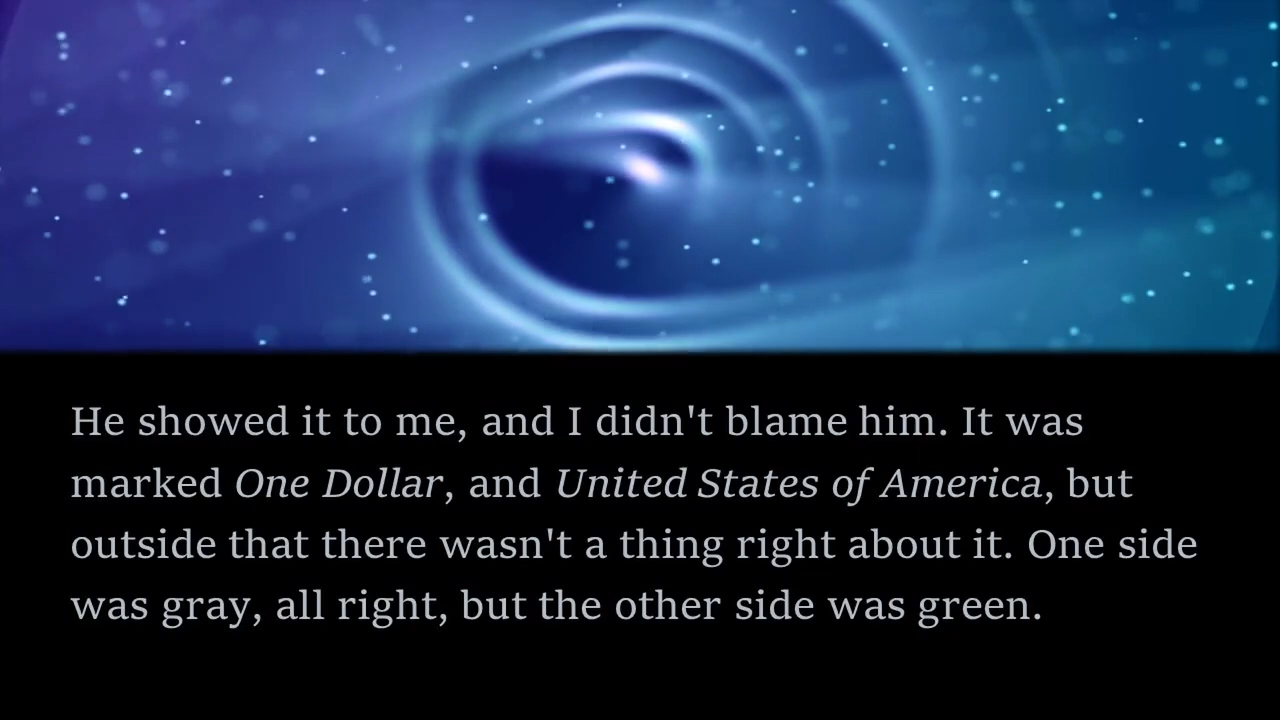 He showed it to me, and I didn't blame him. It was
marked One Dollar, and United States of America, but
outside that there wasn't a thing right about it. One side
was gray, all right, but the other side was green.